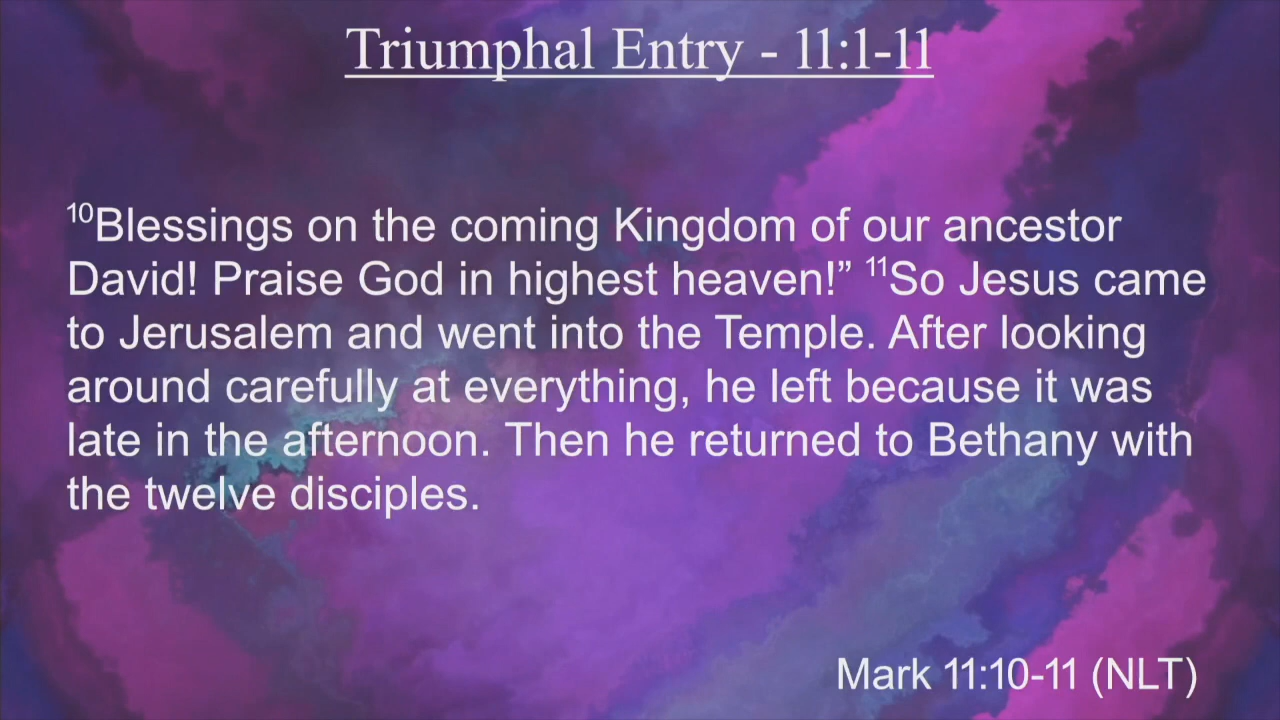 Triumphal Entry - 11:1-11
¹⁰Blessings on the coming Kingdom of our ancestor
David! Praise God in highest heaven!” ¹¹So Jesus came
to Jerusalem and went into the Temple. After looking
around carefully at everything, he left because it was
late in the afternoon. Then he returned to Bethany with
the twelve disciples.
Mark 11:10-11 (NLT)